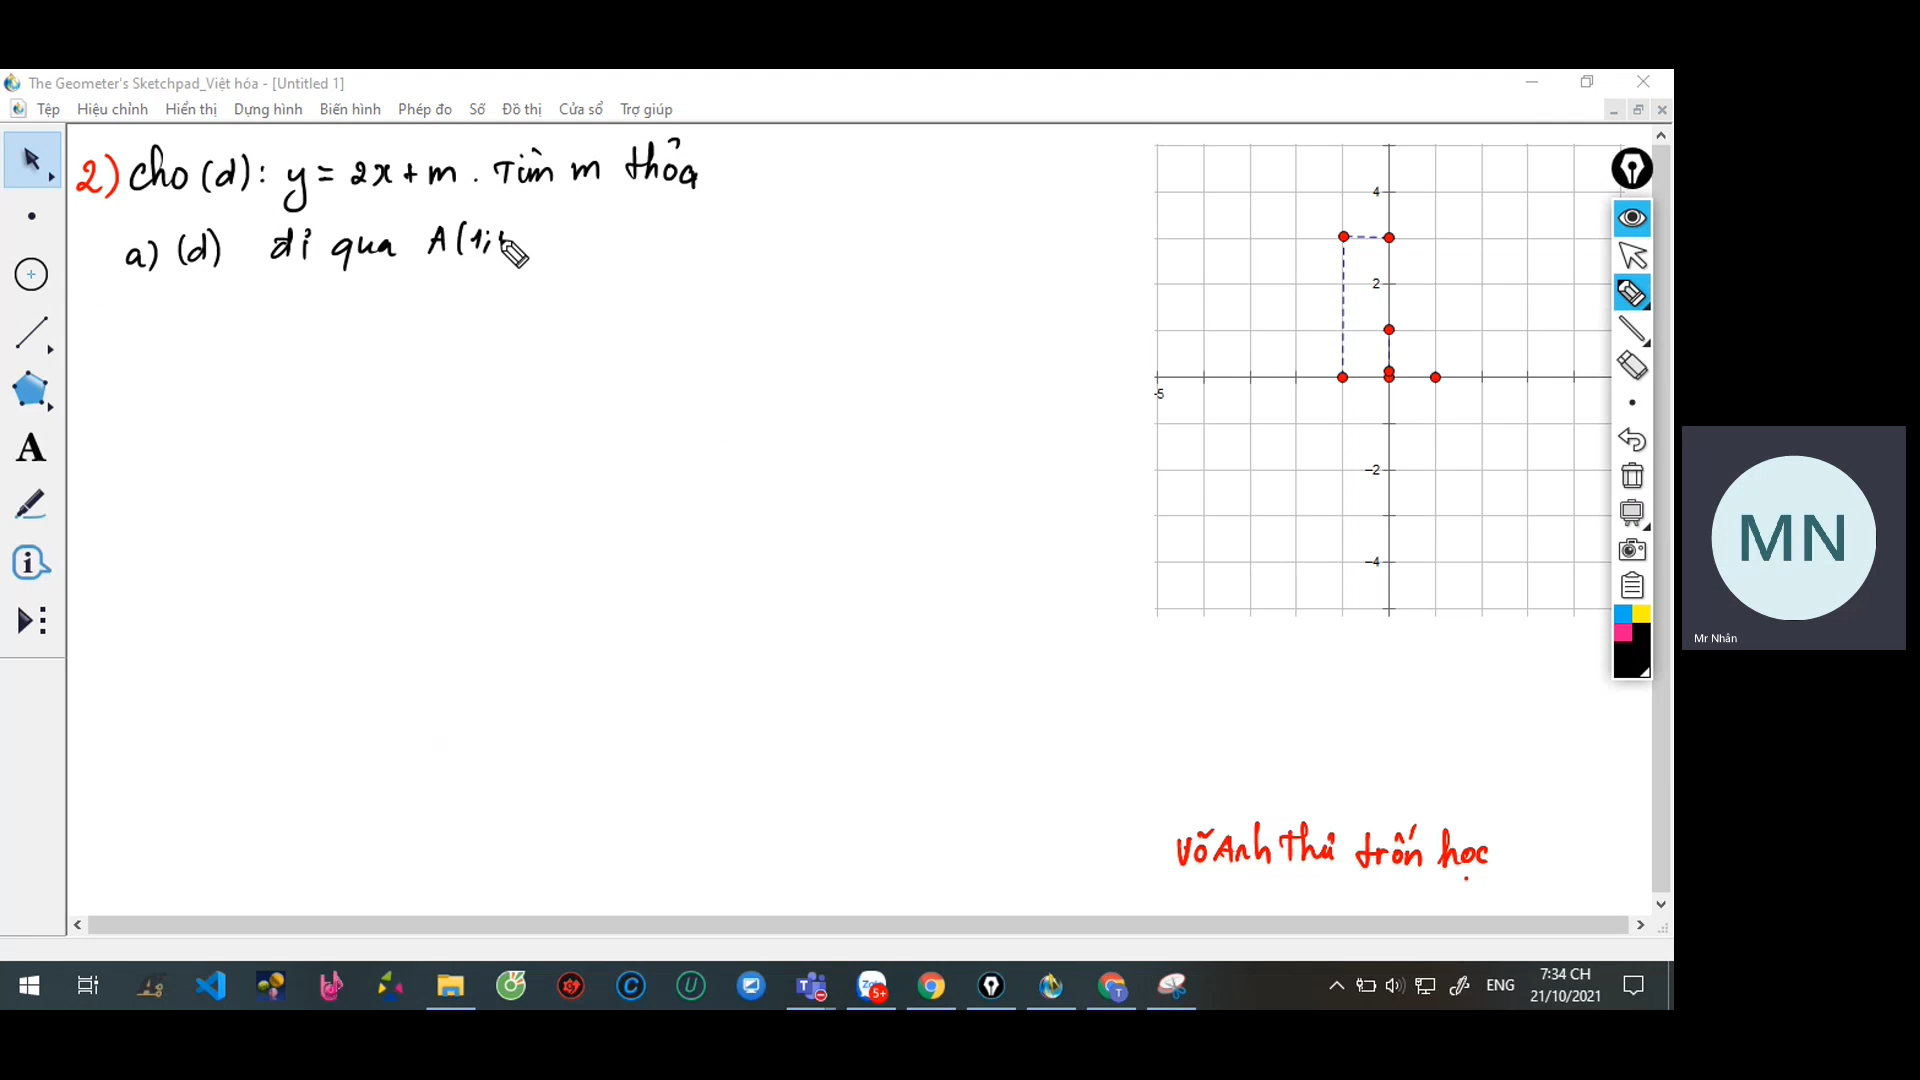 The Geometer's Sketchpad_Việt hóa - [Untitled 1]
Tệp Hiệu chỉnh Hiển thị Dựng hình Biến hình Phép đo Số Đồ thị Cửa sổ Trợ giúp
2) Cho (d): y = 2x + m. Tìm m thỏa
a) (d) đi qua A(1;
4
2
-5
-2
-4
A
MN
Mr Nhân
Võ Anh Thư trốn học
5+
T
ENG
7:34 CH
21/10/2021